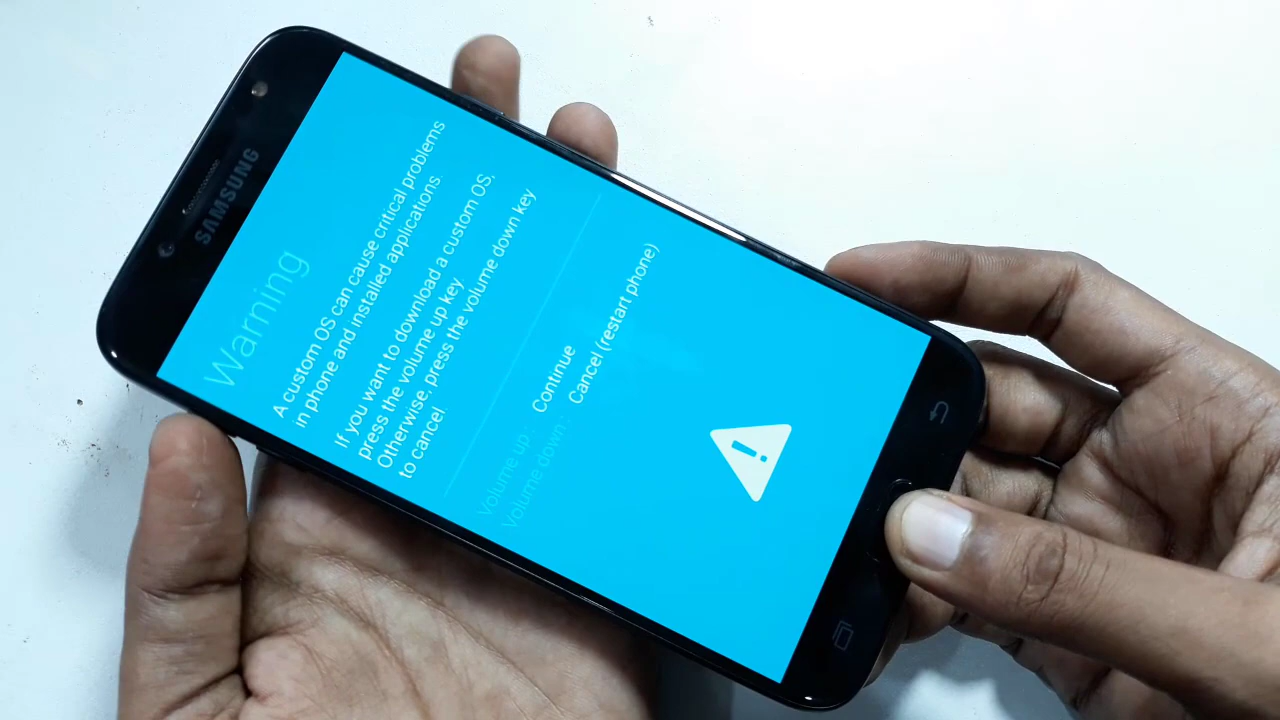 SAMSUNG
Warning
A custom OS can cause critical problems
in phone and installed applications.
If you want to download a custom OS,
press the volume up key
Otherwise, press the volume down key
to cancel
Volume up : Continue
Volume down : Cancel (restart phone)